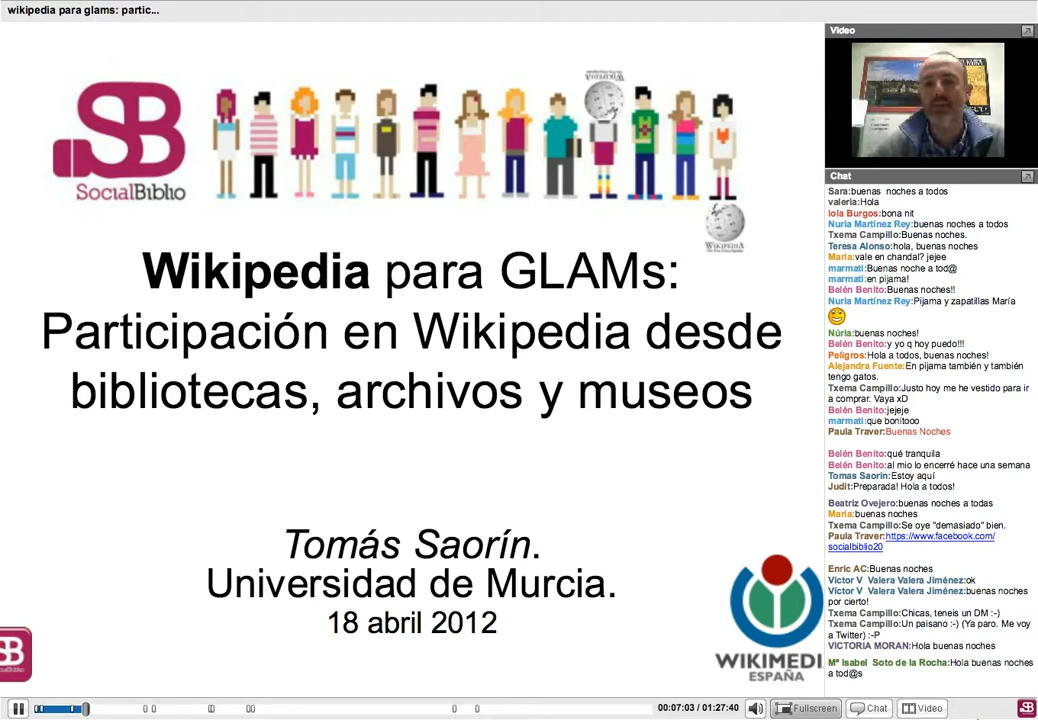 wikipedia para glams: partic...
SB
SocialBiblio
WIKIPEDIA
Wikipedia para GLAMs:
Participación en Wikipedia desde
bibliotecas, archivos y museos
Tomás Saorín.
Universidad de Murcia.
18 abril 2012
WIKIMEDI
ESPAÑA
SB
Video
Chat
Sara:buenas noches a todos
valeria:Hola
lola Burgos:bona nit
Nuria Martínez Rey:buenas noches a todos
Txema Campillo:Buenas noches.
Teresa Alonso:hola, buenas noches
María:vale en chandal? jejee
marmati:Buenas noche a tod@
marmati:en pijama!
Belén Benito:Buenas noches!!
Nuria Martínez Rey:Pijama y zapatillas María
Núria:buenas noches!
Belén Benito:y yo q hoy puedo!!!
Peligros:Hola a todos, buenas noches!
Alejandra Fuente:En pijama también y también
tengo gatos.
Txema Campillo:Justo hoy me he vestido para ir
a comprar. Vaya xD
Belén Benito:jejeje
marmati:que bonitooo
Paula Traver:Buenas Noches
Belén Benito:qué tranquila
Belén Benito:al mio lo encerré hace una semana
Tomas Saorin:Estoy aquí
Judit:Preparada! Hola a todos!
Beatriz Ovejero:buenas noches a todas
María:buenas noches
Txema Campillo:Se oye "demasiado" bien.
Paula Traver:https://www.facebook.com/
socialbiblio20
Enric AC:Buenas noches
Víctor V Valera Valera Jiménez:ok
Víctor V Valera Valera Jiménez:buenas noches
por cierto!
Txema Campillo:Chicas, teneis un DM :-)
Txema Campillo:Un paisano :-) (Ya paro. Me voy
a Twitter) :-P
VICTORIA MORAN:Hola buenas noches
Mª Isabel Soto de la Rocha:Hola buenas noches
a tod@s
00:07:03 / 01:27:40
Fullscreen
Chat
Video
SB